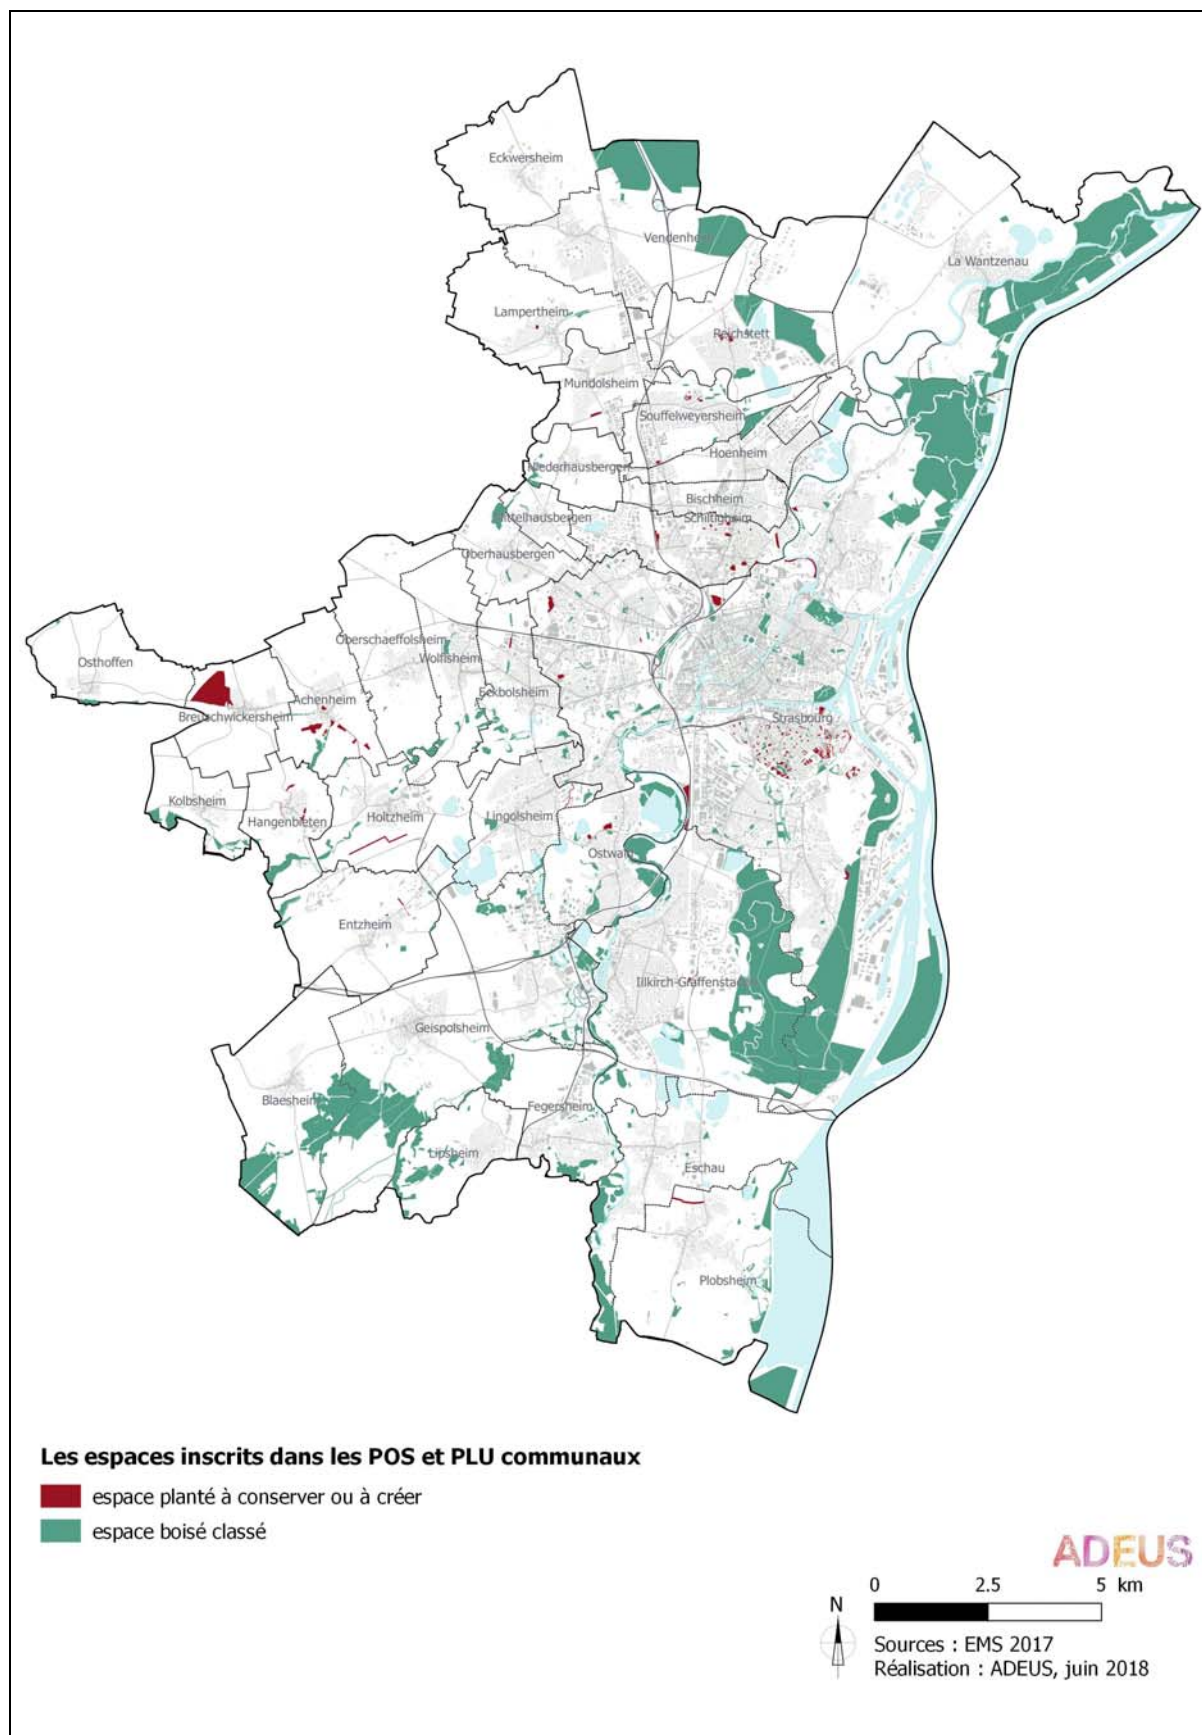 Eckwersheim
Vendenheim
La Wantzenau
Lampertheim
Reichstett
Mundolsheim
Souffelweyersheim
Hoenheim
Niederhausbergen
Bischheim
Mittelhausbergen
Schiltigheim
Oberhausbergen
Oberschaeffolsheim
Wolfisheim
Osthoffen
Achenheim
Eckbolsheim
Breuschwickersheim
Strasbourg
Kolbsheim
Hangenbieten
Holtzheim
Lingolsheim
Ostwald
Entzheim
Illkirch-Graffenstaden
Geispolsheim
Blaesheim
Fegersheim
Lipsheim
Eschau
Plobsheim
Les espaces inscrits dans les POS et PLU communaux
espace planté à conserver ou à créer
espace boisé classé
ADEUS
0 2.5 5 km
N
Sources : EMS 2017
Réalisation : ADEUS, juin 2018